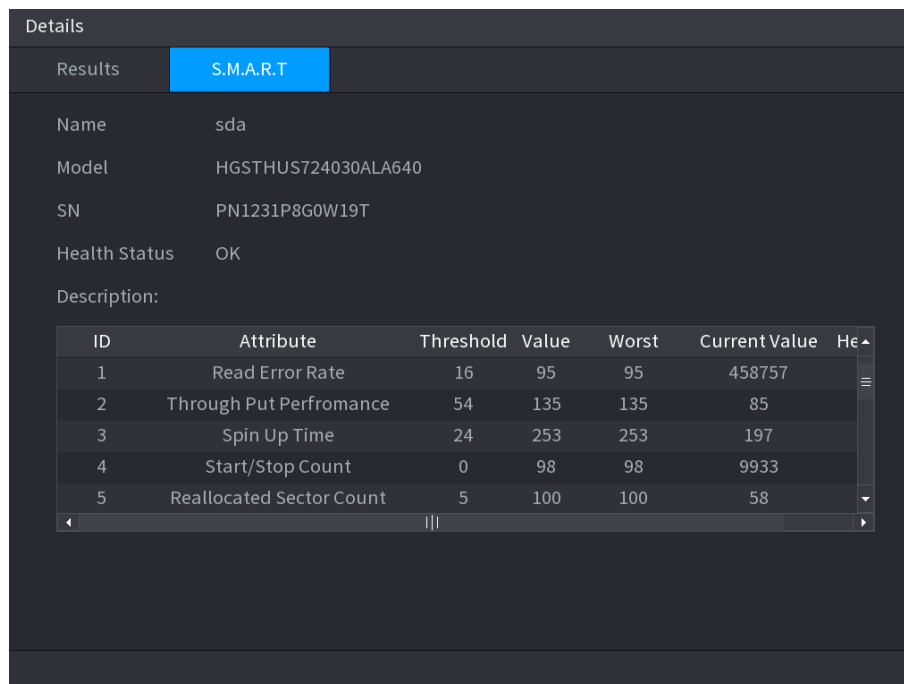 Details
Results S.M.A.R.T
Name sda
Model HGSTHUS724030ALA640
SN PN1231P8G0W19T
Health Status OK
Description:
ID Attribute Threshold Value Worst Current Value He
1 Read Error Rate 16 95 95 458757
2 Through Put Perfromance 54 135 135 85
3 Spin Up Time 24 253 253 197
4 Start/Stop Count 0 98 98 9933
5 Reallocated Sector Count 5 100 100 58